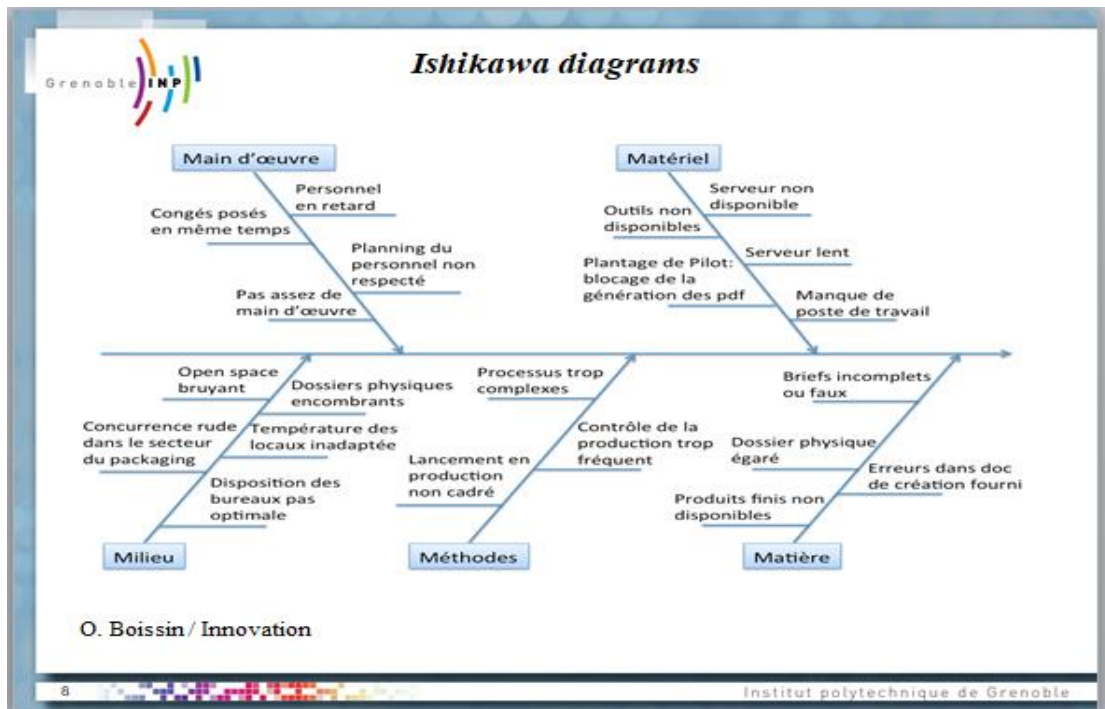 Ishikawa diagrams
Grenoble INP
Main d'œuvre
Personnel
en retard
Congés posés
en même temps
Planning du
personnel non
respecté
Pas assez de
main d'œuvre
Matériel
Serveur non
disponible
Outils non
disponibles
Serveur lent
Plantage de Pilot:
blocage de la
génération des pdf
Manque de
poste de travail
Open space
bruyant
Dossiers physiques
encombrants
Concurrence rude
dans le secteur
du packaging
Température des
locaux inadaptée
Disposition des
bureaux pas
optimale
Milieu
Processus trop
complexes
Contrôle de la
production trop
fréquent
Lancement en
production
non cadré
Méthodes
Briefs incomplets
ou faux
Dossier physique
égaré
Erreurs dans doc
de création fourni
Produits finis non
disponibles
Matière
O. Boissin / Innovation
8
Institut polytechnique de Grenoble